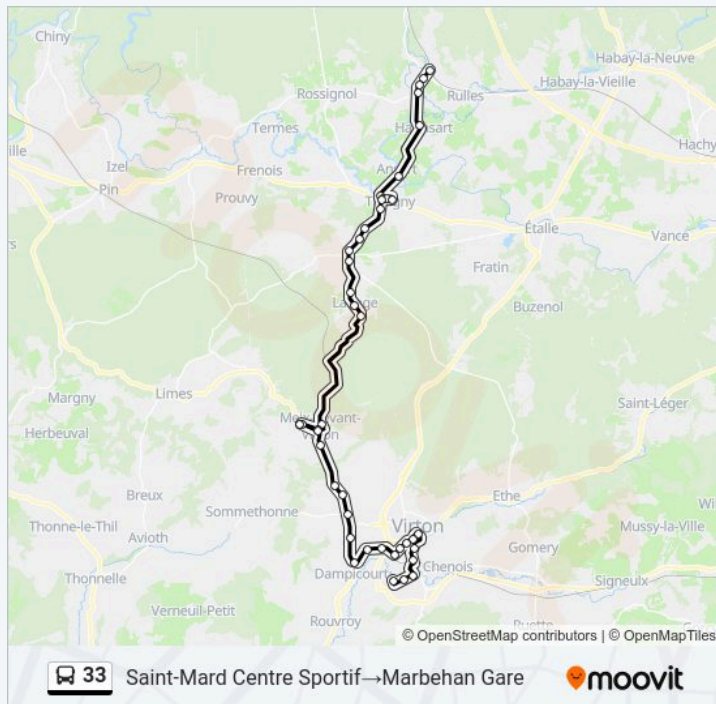 Chiny
Habay-la-Neuve
Habay-la-Vieille
Rulles
Rossignol
Termes
Hachy
Izel
Frenois
Pin
Prouvy
Étalle
Vance
Fratin
Buzenol
Margny
Limes
Saint-Léger
Herbeuval
Breux
Sommethonne
Virton
Ethe
Thonne-le-Thil
Avioth
Mussy-la-Ville
Gomery
Thonnelle
Dampicourt
Chenois
Signeulx
Verneuil-Petit
Rouvroy
© OpenStreetMap contributors | © OpenMapTiles
33 Saint-Mard Centre Sportif→Marbehan Gare
moovit